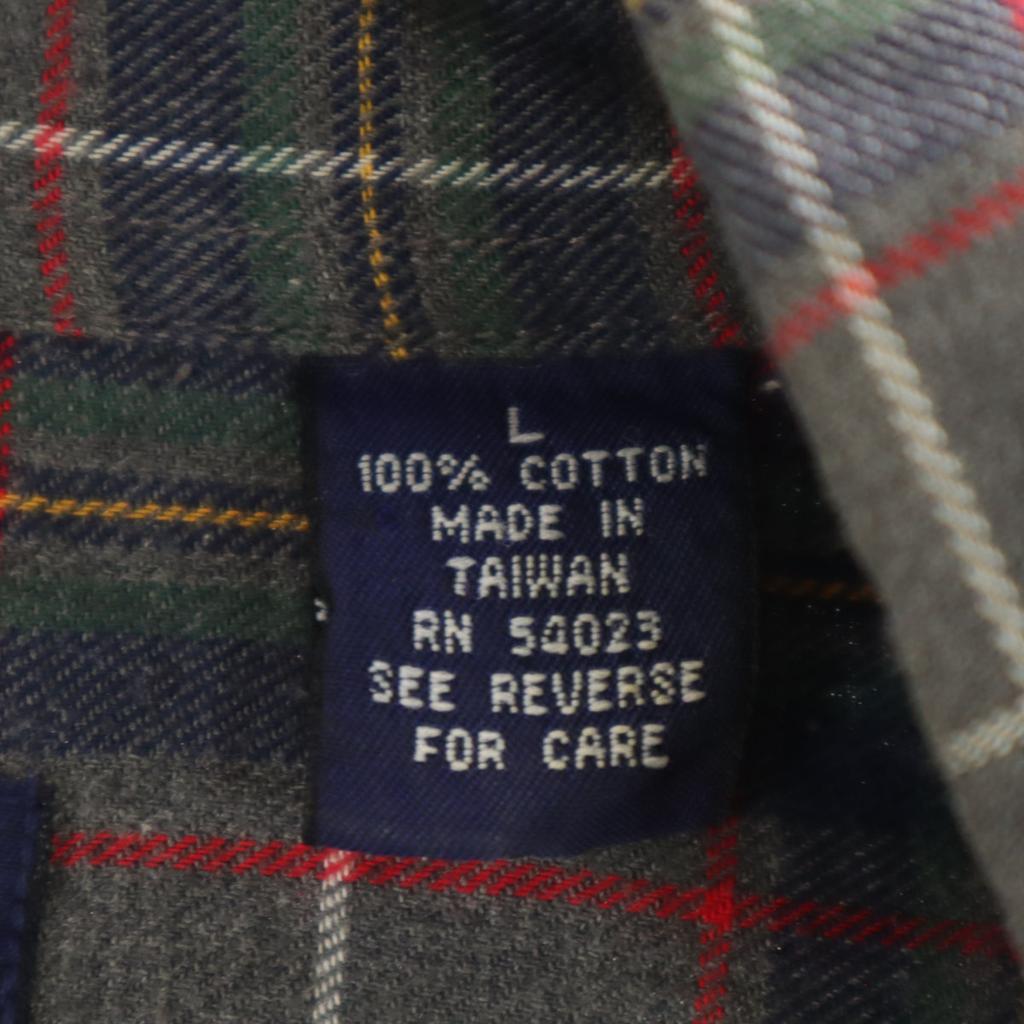 L
100% COTTON
MADE IN
TAIWAN
RN 54023
SEE REVERSE
FOR CARE